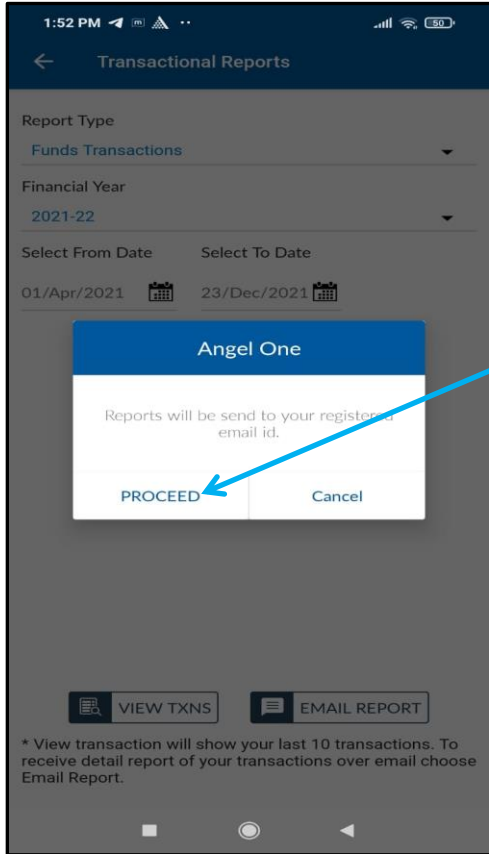 1:52 PM
50
Transactional Reports
Report Type
Funds Transactions
Financial Year
2021-22
Select From Date Select To Date
01/Apr/2021 23/Dec/2021
Angel One
Reports will be send to your registered
email id.
PROCEED Cancel
VIEW TXNS EMAIL REPORT
* View transaction will show your last 10 transactions. To
receive detail report of your transactions over email choose
Email Report.